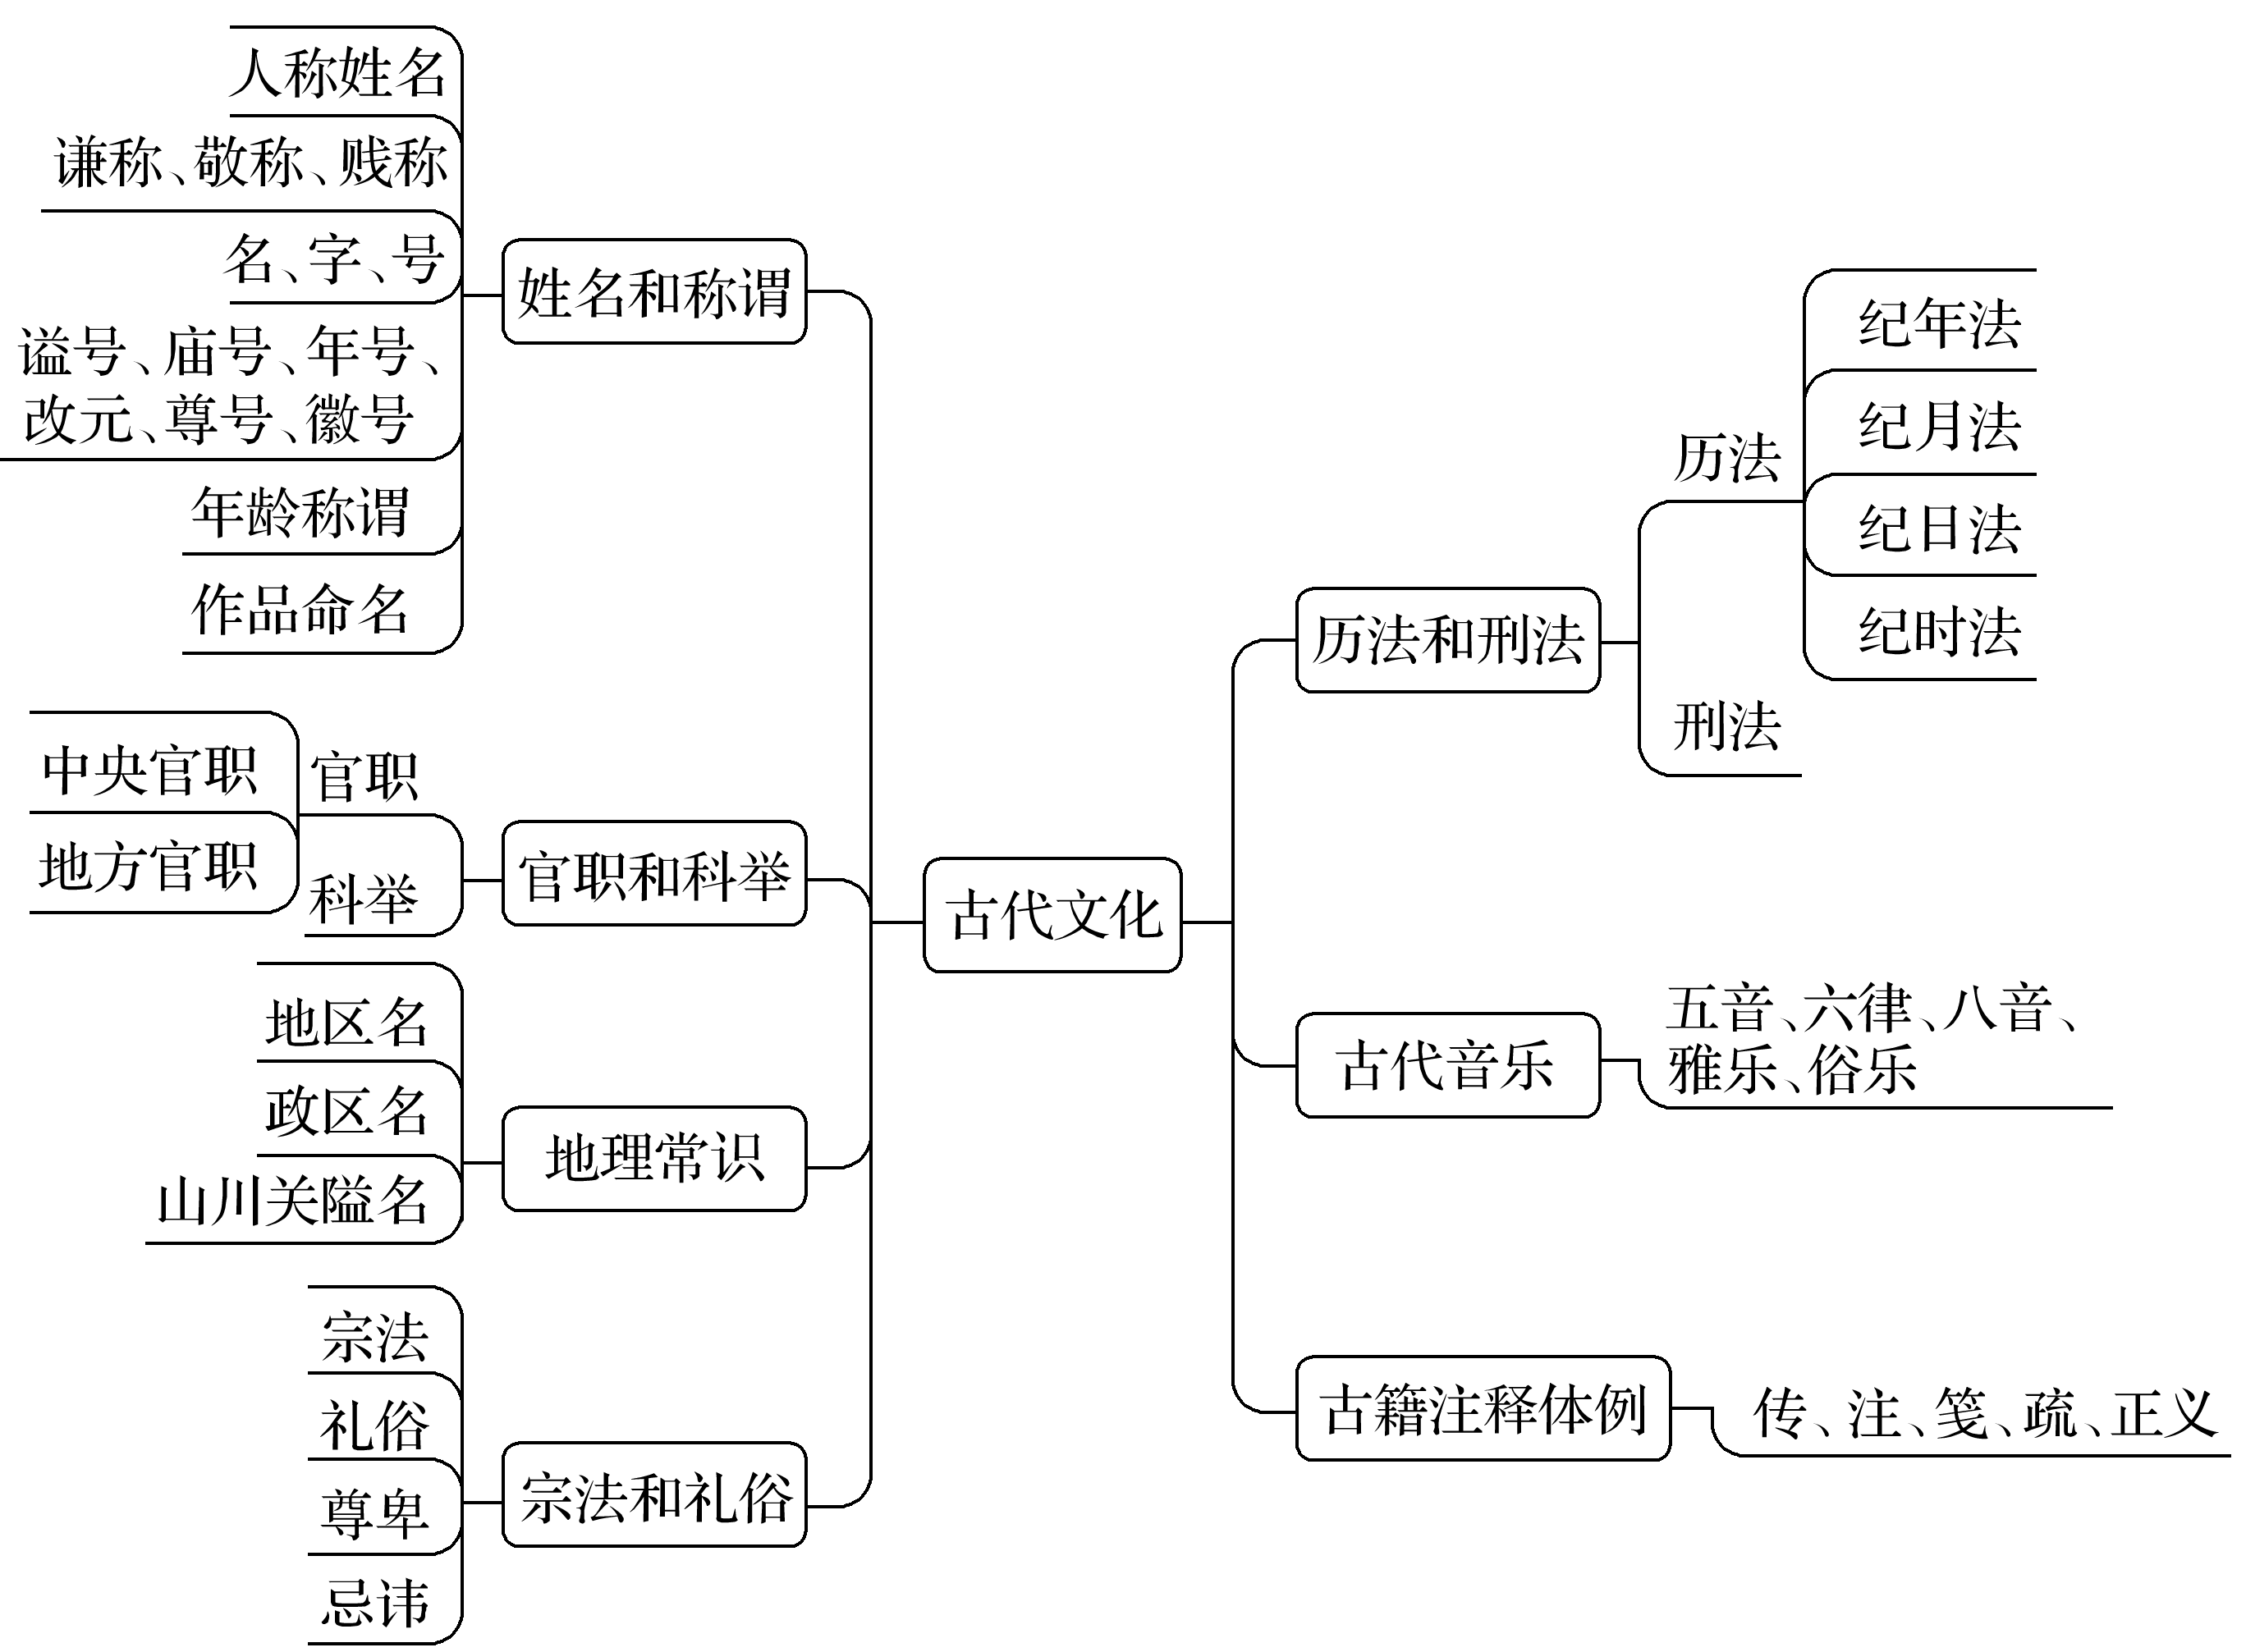 人称姓名
谦称、敬称、贱称
名、字、号
谥号、庙号、年号、
改元、尊号、徽号
年龄称谓
作品命名
姓名和称谓
中央官职
地方官职
官职
科举
官职和科举
地区名
政区名
山川关隘名
地理常识
宗法
礼俗
尊卑
忌讳
宗法和礼俗
古代文化
历法和刑法
历法
纪年法
纪月法
纪日法
纪时法
刑法
古代音乐
五音、六律、八音、
雅乐、俗乐
古籍注释体例
传、注、笺、疏、正义